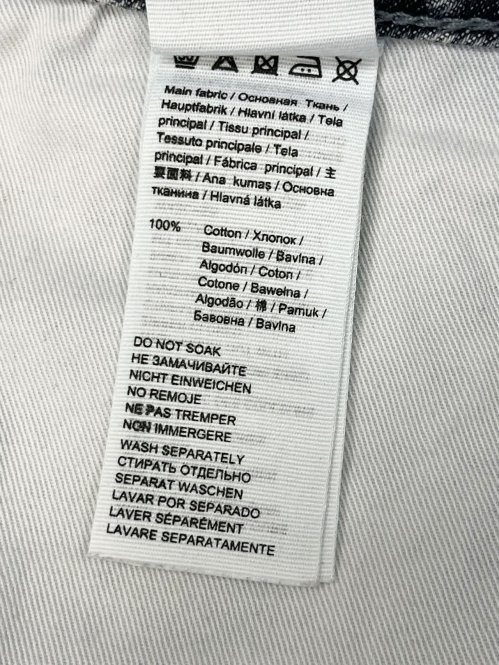 Main fabric / Основная Ткань /
Hauptfabrik / Hlavní látka / Tela
principal / Tissu principal /
Tessuto principale / Tela
principal / Fábrica principal / 主
要面料 / Ana kumaş / Основна
тканина / Hlavná látka
100% Cotton / Хлопок /
Baumwolle / Bavlna /
Algodón / Coton /
Cotone / Bawełna /
Algodão / 棉 / Pamuk /
Бавовна / Bavlna
DO NOT SOAK
НЕ ЗАМАЧИВАЙТЕ
NICHT EINWEICHEN
NO REMOJE
NE PAS TREMPER
NON IMMERGERE
WASH SEPARATELY
СТИРАТЬ ОТДЕЛЬНО
SEPARAT WASCHEN
LAVAR POR SEPARADO
LAVER SÉPARÉMENT
LAVARE SEPARATAMENTE